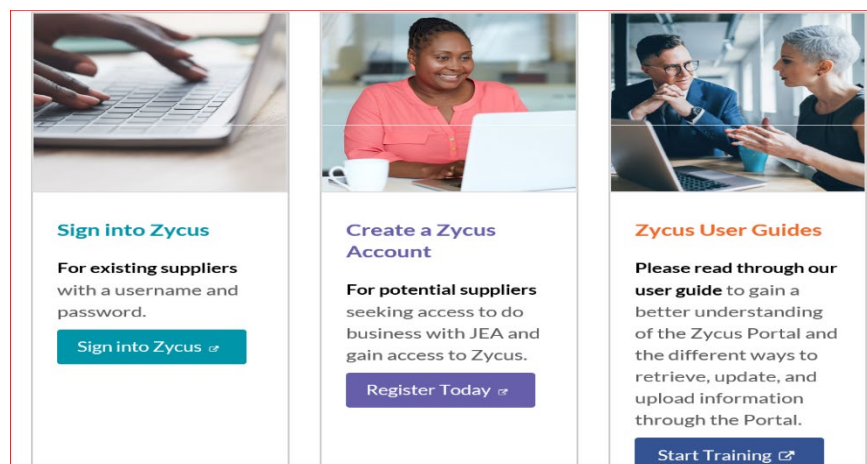 Sign into Zycus
For existing suppliers
with a username and
password.
Sign into Zycus
Create a Zycus
Account
For potential suppliers
seeking access to do
business with JEA and
gain access to Zycus.
Register Today
Zycus User Guides
Please read through our
user guide to gain a
better understanding
of the Zycus Portal and
the different ways to
retrieve, update, and
upload information
through the Portal.
Start Training